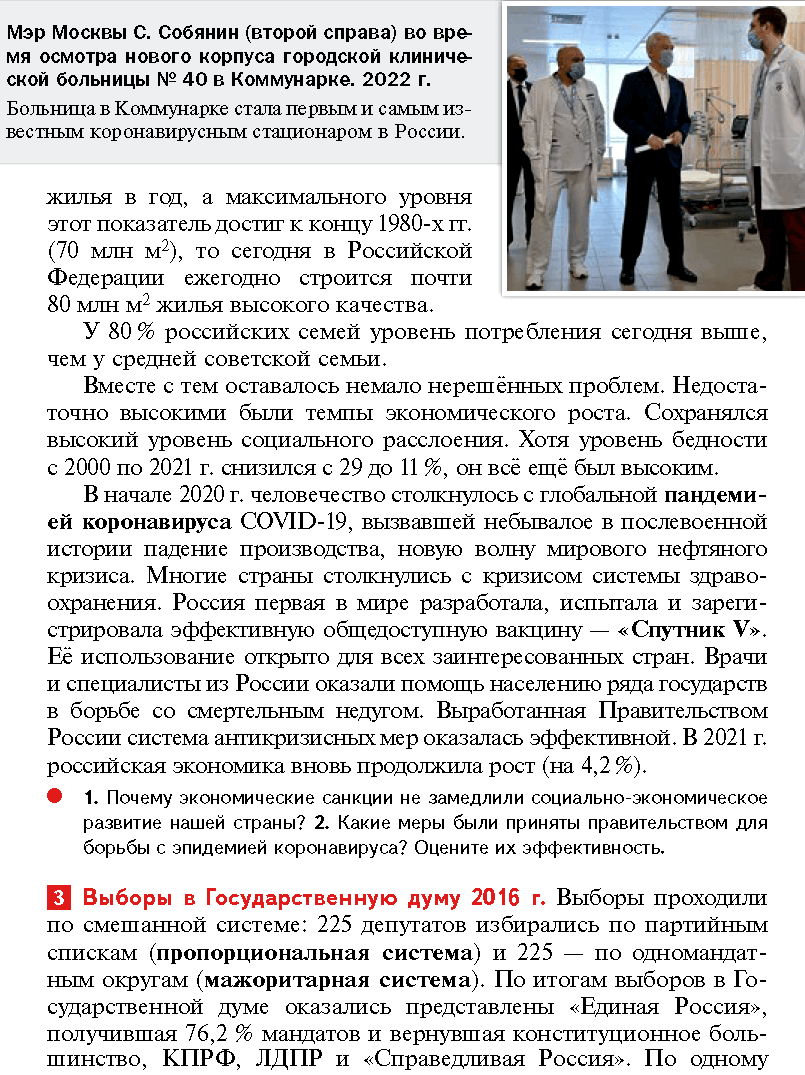 Мэр Москвы С. Собянин (второй справа) во вре-
мя осмотра нового корпуса городской клиниче-
ской больницы № 40 в Коммунарке. 2022 г.
Больница в Коммунарке стала первым и самым из-
вестным коронавирусным стационаром в России.
жилья в год, а максимального уровня
этот показатель достиг к концу 1980-х гг.
(70 млн м²), то сегодня в Российской
Федерации ежегодно строится почти
80 млн м² жилья высокого качества.
У 80 % российских семей уровень потребления сегодня выше,
чем у средней советской семьи.
Вместе с тем оставалось немало нерешённых проблем. Недоста-
точно высокими были темпы экономического роста. Сохранялся
высокий уровень социального расслоения. Хотя уровень бедности
с 2000 по 2021 г. снизился с 29 до 11 %, он всё ещё был высоким.
В начале 2020 г. человечество столкнулось с глобальной пандеми-
ей коронавируса COVID-19, вызвавшей небывалое в послевоенной
истории падение производства, новую волну мирового нефтяного
кризиса. Многие страны столкнулись с кризисом системы здраво-
охранения. Россия первая в мире разработала, испытала и зареги-
стрировала эффективную общедоступную вакцину — «Спутник V».
Её использование открыто для всех заинтересованных стран. Врачи
и специалисты из России оказали помощь населению ряда государств
в борьбе со смертельным недугом. Выработанная Правительством
России система антикризисных мер оказалась эффективной. В 2021 г.
российская экономика вновь продолжила рост (на 4,2 %).
1. Почему экономические санкции не замедлили социально-экономическое
развитие нашей страны? 2. Какие меры были приняты правительством для
борьбы с эпидемией коронавируса? Оцените их эффективность.
3 Выборы в Государственную думу 2016 г. Выборы проходили
по смешанной системе: 225 депутатов избирались по партийным
спискам (пропорциональная система) и 225 — по одномандат-
ным округам (мажоритарная система). По итогам выборов в Го-
сударственной думе оказались представлены «Единая Россия»,
получившая 76,2 % мандатов и вернувшая конституционное боль-
шинство, КПРФ, ЛДПР и «Справедливая Россия». По одному